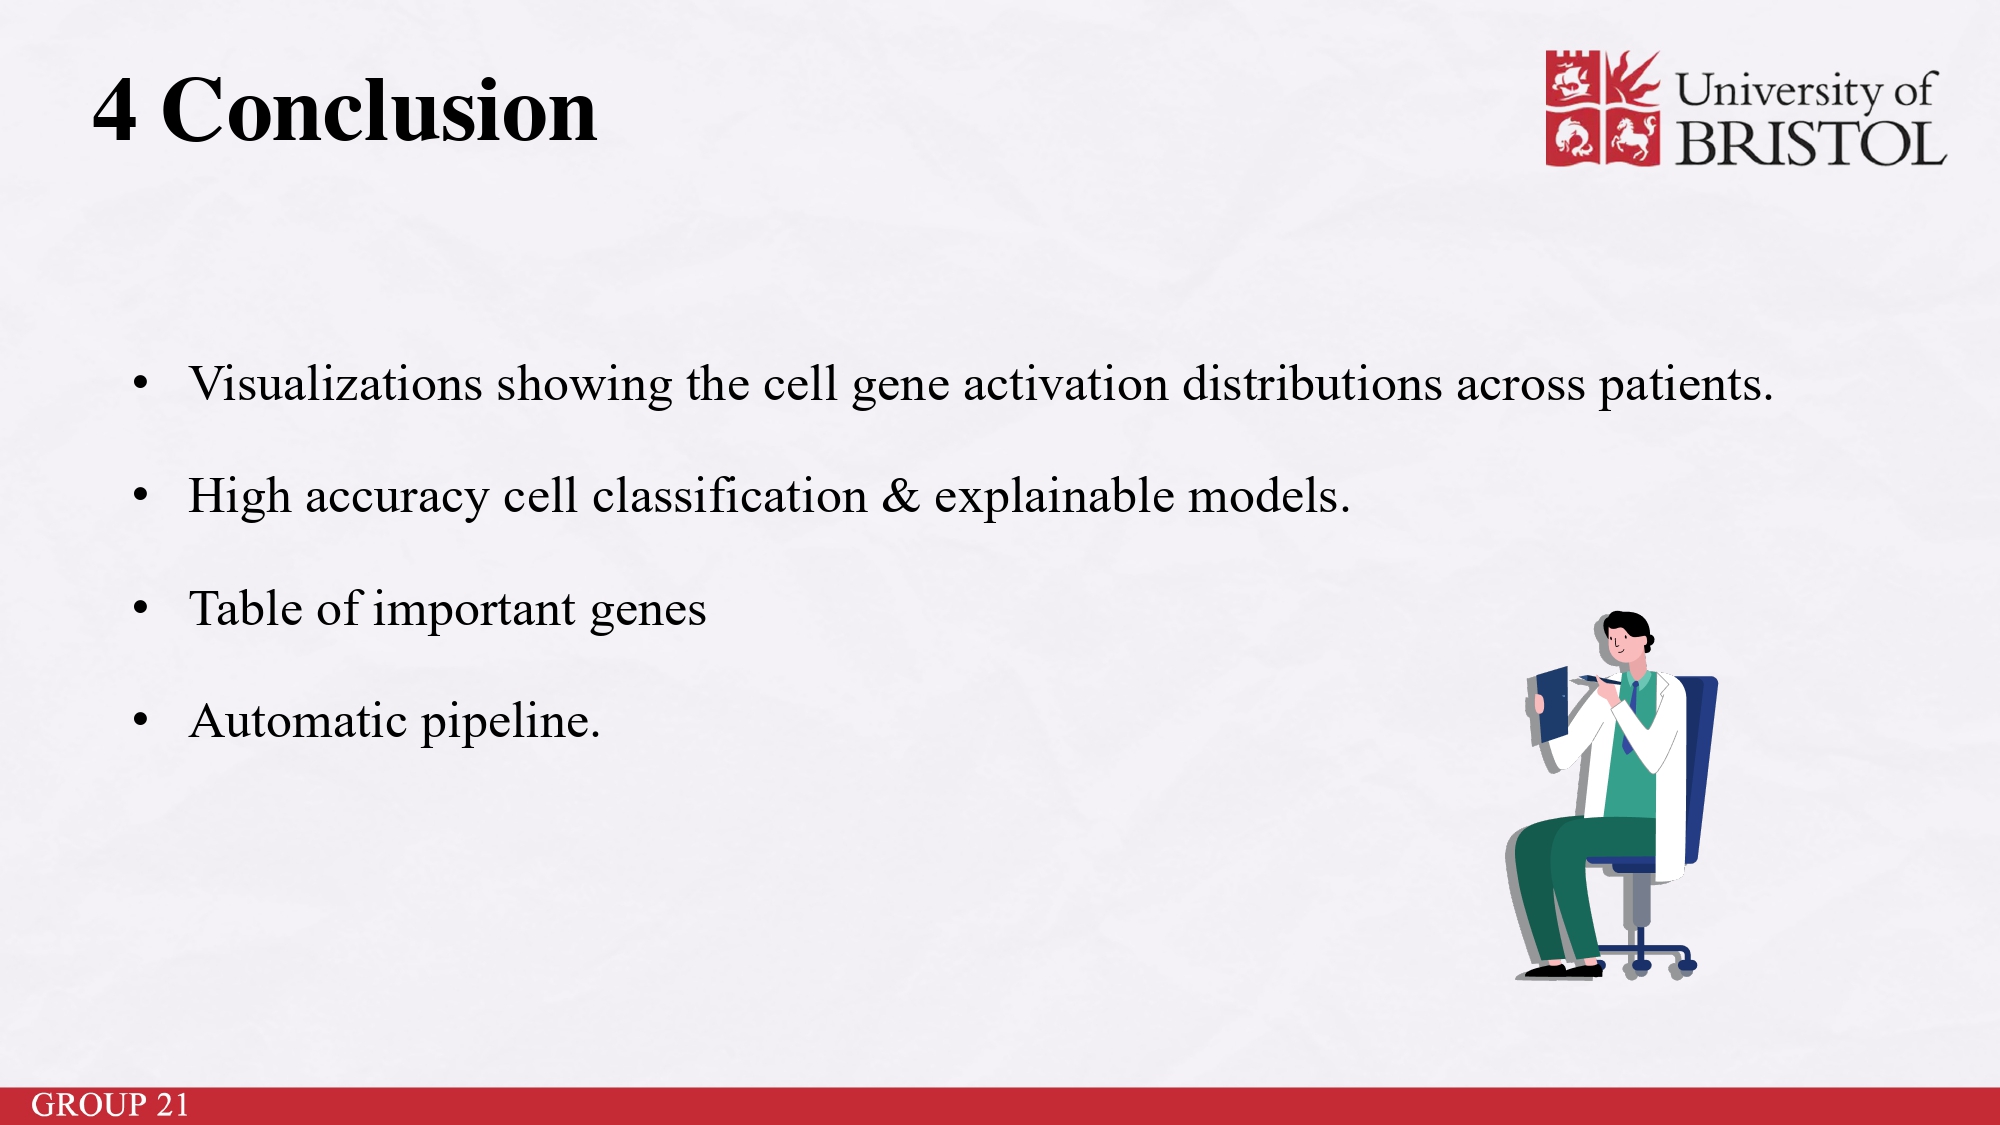 4 Conclusion
University of
BRISTOL
• Visualizations showing the cell gene activation distributions across patients.
• High accuracy cell classification & explainable models.
• Table of important genes
• Automatic pipeline.
GROUP 21